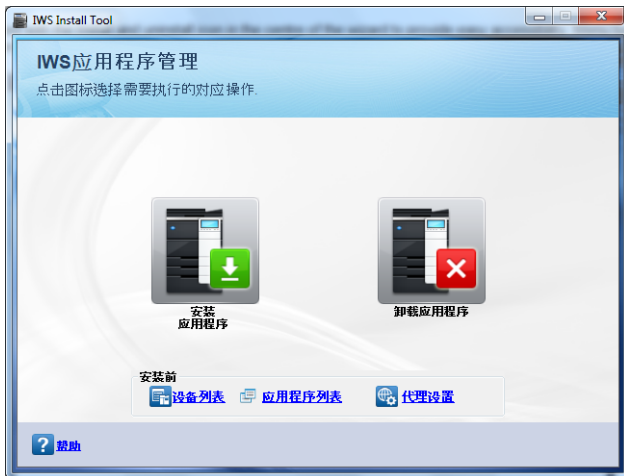 IWS Install Tool
IWS应用程序管理
点击图标选择需要执行的对应操作.
安装
应用程序
卸载应用程序
安装前
设备列表
应用程序列表
代理设置
帮助